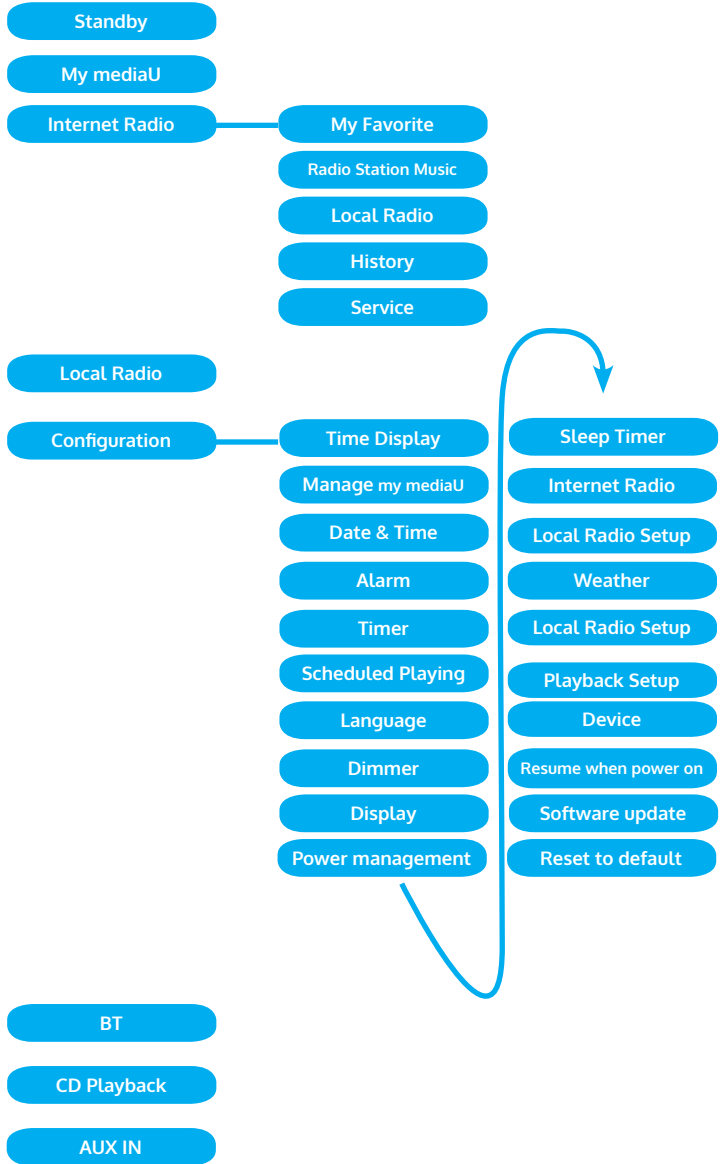 Standby
My mediaU
Internet Radio
My Favorite
Radio Station Music
Local Radio
History
Service
Local Radio
Configuration
Time Display
Manage my mediaU
Date & Time
Alarm
Timer
Scheduled Playing
Language
Dimmer
Display
Power management
Sleep Timer
Internet Radio
Local Radio Setup
Weather
Local Radio Setup
Playback Setup
Device
Resume when power on
Software update
Reset to default
BT
CD Playback
AUX IN